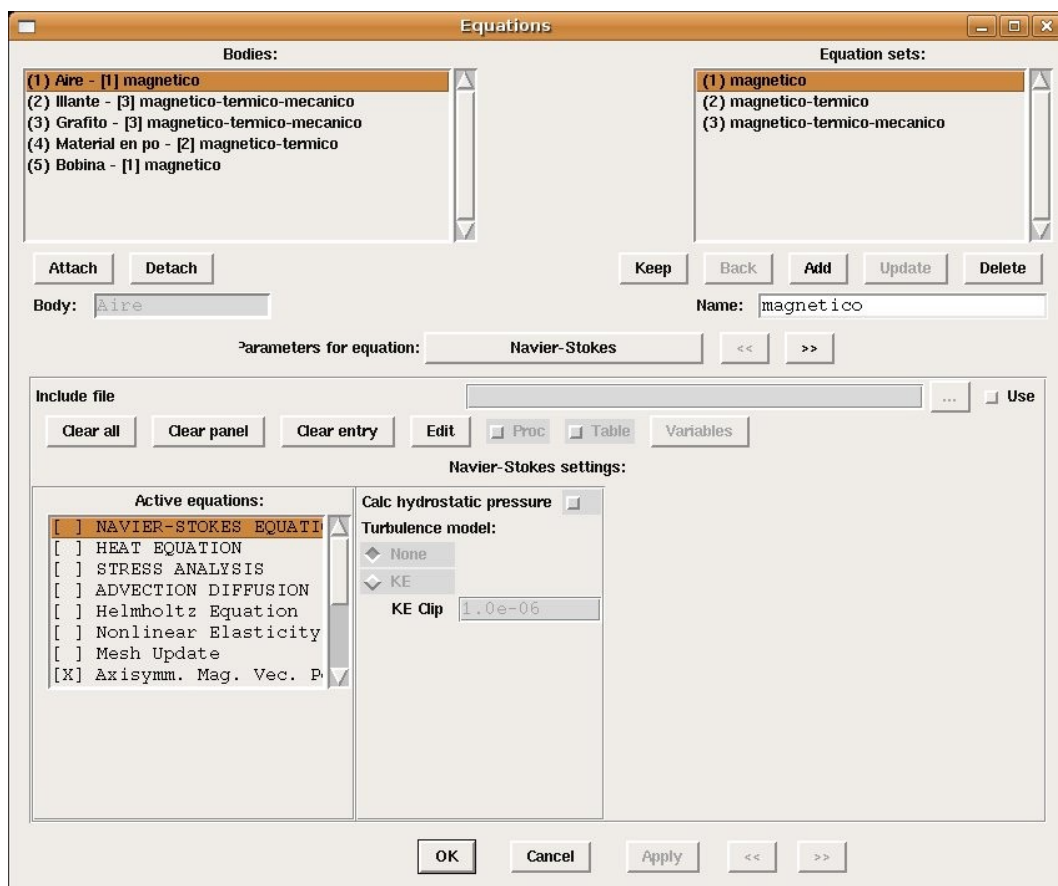 Equations
Bodies: Equation sets:
(1) Aire - [1] magnetico
(2) Illante - [3] magnetico-termico-mecanico
(3) Grafito - [3] magnetico-termico-mecanico
(4) Material en po - [2] magnetico-termico
(5) Bobina - [1] magnetico
(1) magnetico
(2) magnetico-termico
(3) magnetico-termico-mecanico
Attach Detach Keep Back Add Update Delete
Body: Aire Name: magnetico
Parameters for equation: Navier-Stokes << >>
Include file ... Use
Clear all Clear panel Clear entry Edit Proc Table Variables
Navier-Stokes settings:
Active equations:
[ ] NAVIER-STOKES EQUATI
[ ] HEAT EQUATION
[ ] STRESS ANALYSIS
[ ] ADVECTION DIFFUSION
[ ] Helmholtz Equation
[ ] Nonlinear Elasticity
[ ] Mesh Update
[X] Axisymm. Mag. Vec. P
Calc hydrostatic pressure
Turbulence model:
None
KE
KE Clip 1.0e-06
OK Cancel Apply << >>